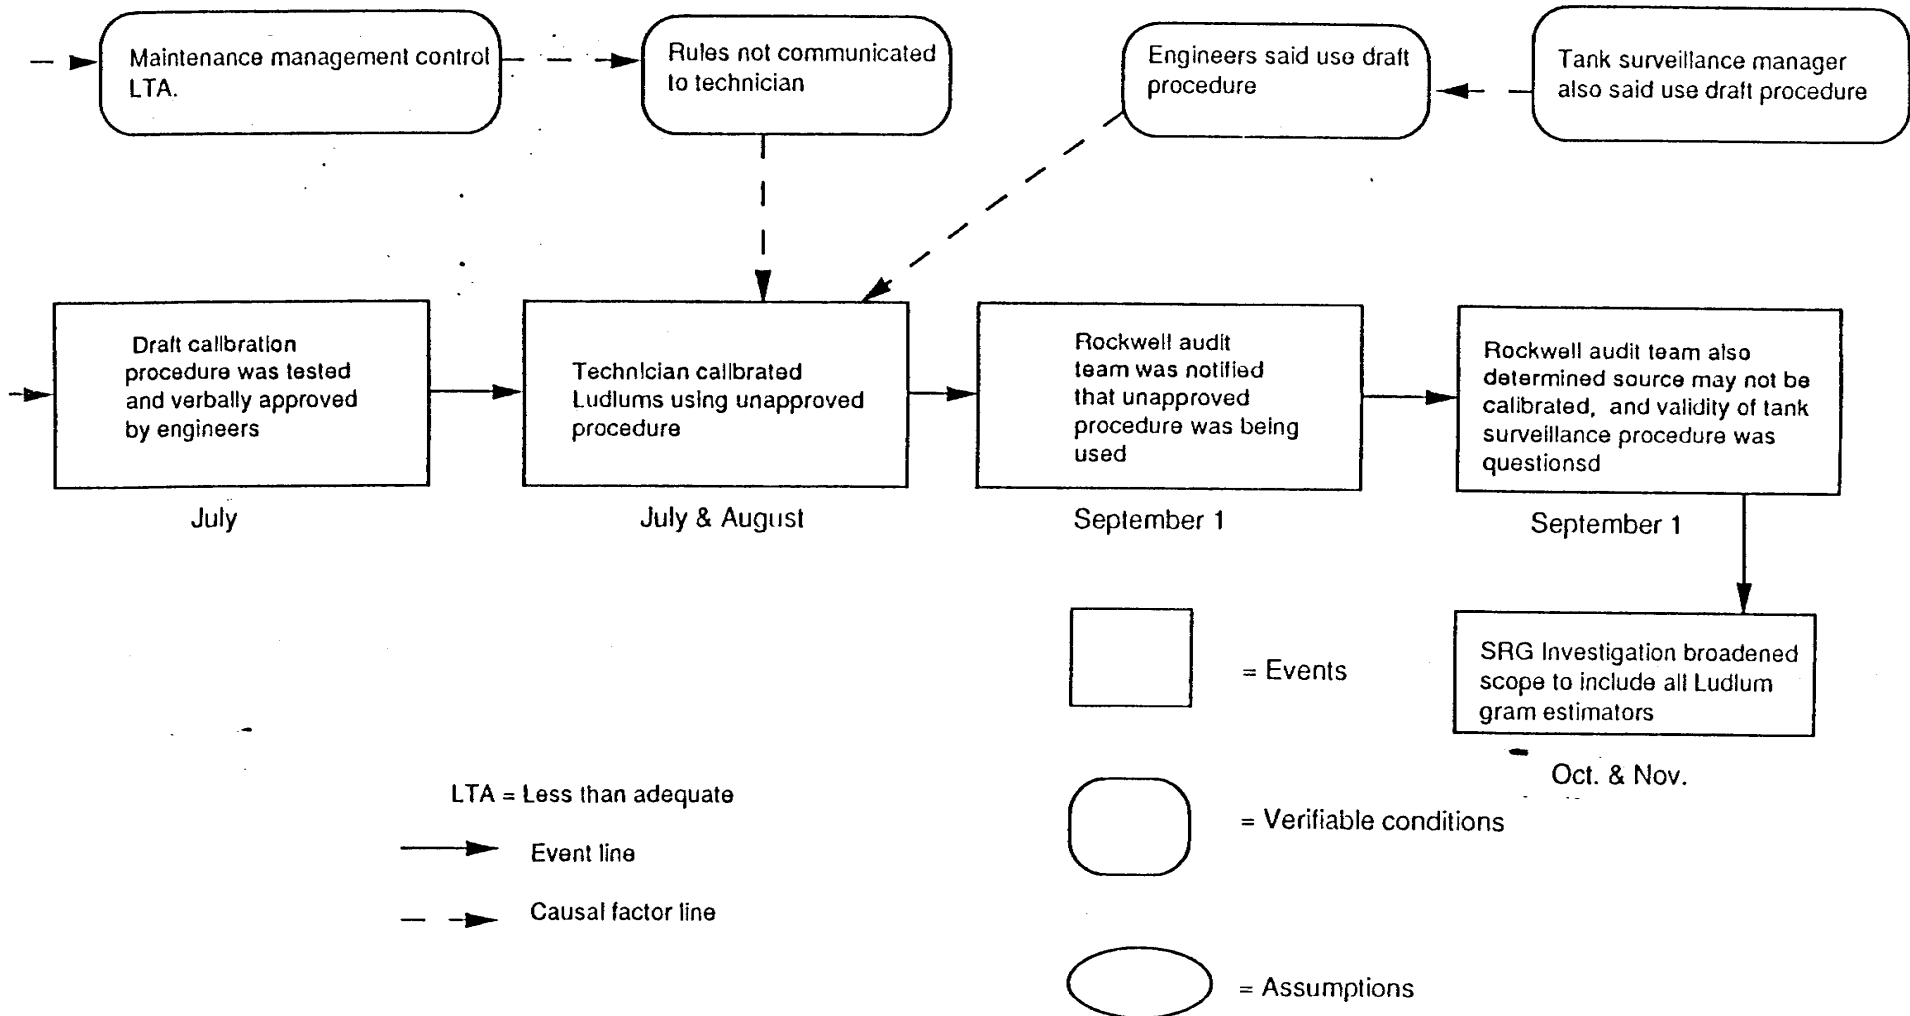 Maintenance management control
LTA.
Rules not communicated
to technician
Engineers said use draft
procedure
Tank surveillance manager
also said use draft procedure
Draft calibration
procedure was tested
and verbally approved
by engineers
July
Technician calibrated
Ludlums using unapproved
procedure
July & August
Rockwell audit
team was notified
that unapproved
procedure was being
used
September 1
Rockwell audit team also
determined source may not be
calibrated, and validity of tank
surveillance procedure was
questionsd
September 1
SRG Investigation broadened
scope to include all Ludlum
gram estimators
Oct. & Nov.
= Events
= Verifiable conditions
= Assumptions
LTA = Less than adequate
Event line
Causal factor line